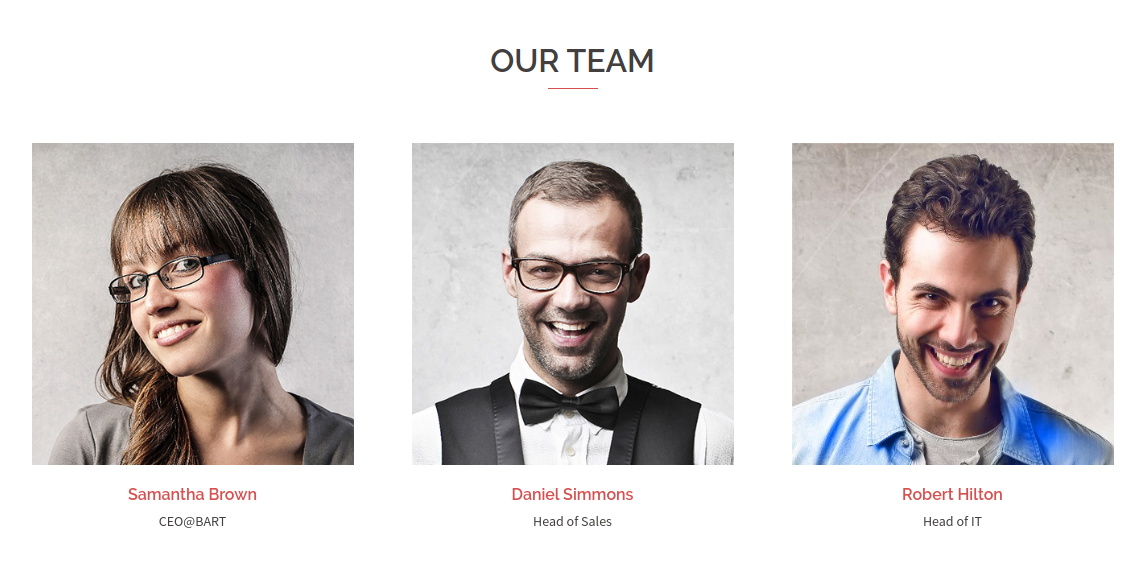 OUR TEAM
Samantha Brown
CEO@BART
Daniel Simmons
Head of Sales
Robert Hilton
Head of IT